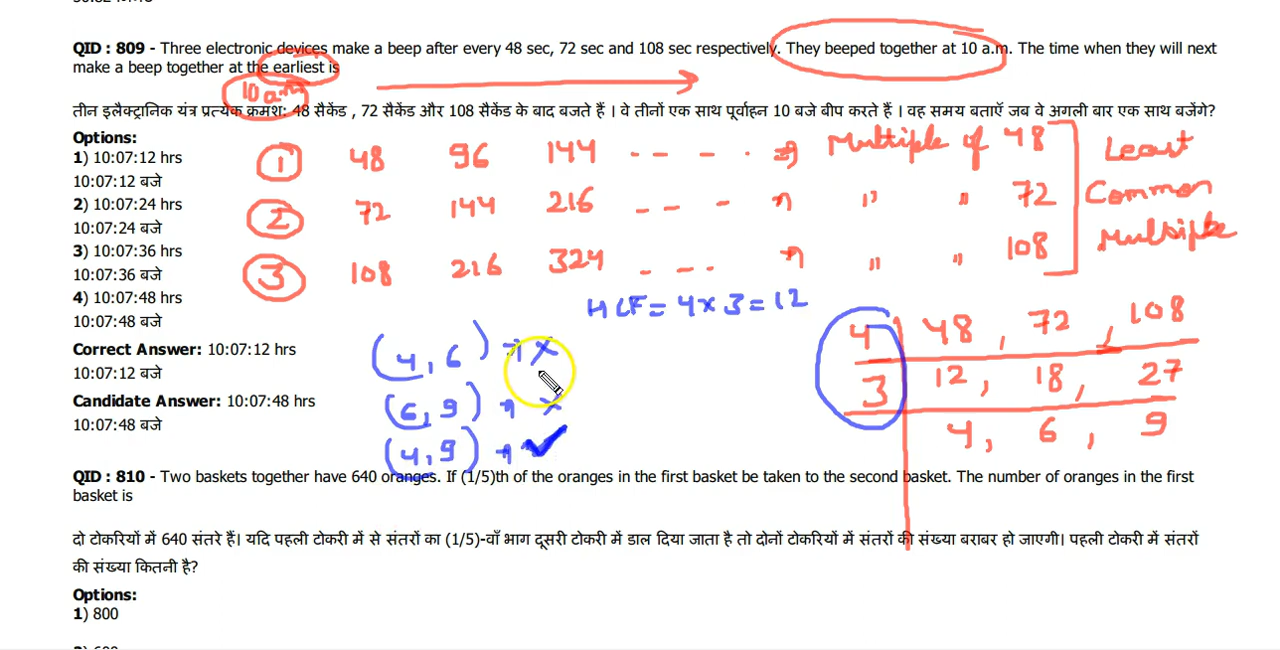 QID : 809 - Three electronic devices make a beep after every 48 sec, 72 sec and 108 sec respectively. They beeped together at 10 a.m. The time when they will next
make a beep together at the earliest is
10 a.m
तीन इलैक्ट्रानिक यंत्र प्रत्येक क्रमश: 48 सैकेंड , 72 सैकेंड और 108 सैकेंड के बाद बजते हैं । वे तीनों एक साथ पूर्वाहन 10 बजे बीप करते हैं । वह समय बताएँ जब वे अगली बार एक साथ बजेंगे?
Options:
1) 10:07:12 hrs
10:07:12 बजे
2) 10:07:24 hrs
10:07:24 बजे
3) 10:07:36 hrs
10:07:36 बजे
4) 10:07:48 hrs
10:07:48 बजे
Correct Answer: 10:07:12 hrs
10:07:12 बजे
Candidate Answer: 10:07:48 hrs
10:07:48 बजे
1 48 96 144 - - - . Multiple of 48
2 72 144 216 - - - " " 72
3 108 216 324 - - - " " 108
Least
Common
Multiple
HCF = 4 × 3 = 12
4 48 , 72 , 108
3 12 , 18 , 27
4 , 6 , 9
(4, 6) → ×
(6, 9) → ×
(4, 9) → ✓
QID : 810 - Two baskets together have 640 oranges. If (1/5)th of the oranges in the first basket be taken to the second basket. The number of oranges in the first
basket is
दो टोकरियों में 640 संतरे हैं। यदि पहली टोकरी में से संतरों का (1/5)-वाँ भाग दूसरी टोकरी में डाल दिया जाता है तो दोनों टोकरियों में संतरों की संख्या बराबर हो जाएगी। पहली टोकरी में संतरों
की संख्या कितनी है?
Options:
1) 800